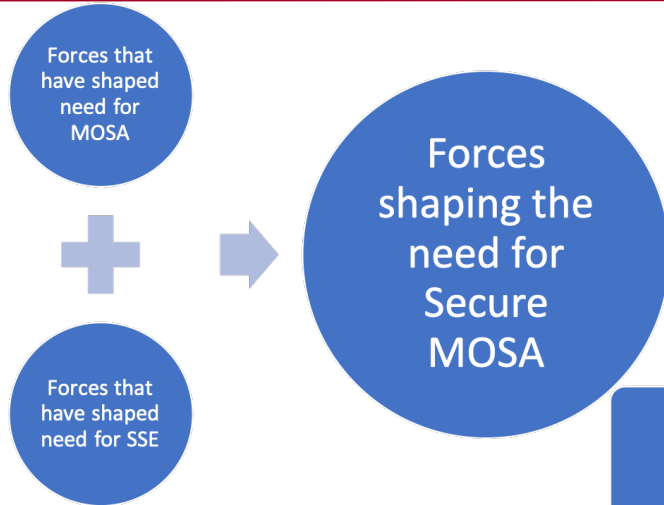 Forces that
have shaped
need for
MOSA
Forces that
have shaped
need for SSE
Forces
shaping the
need for
Secure
MOSA